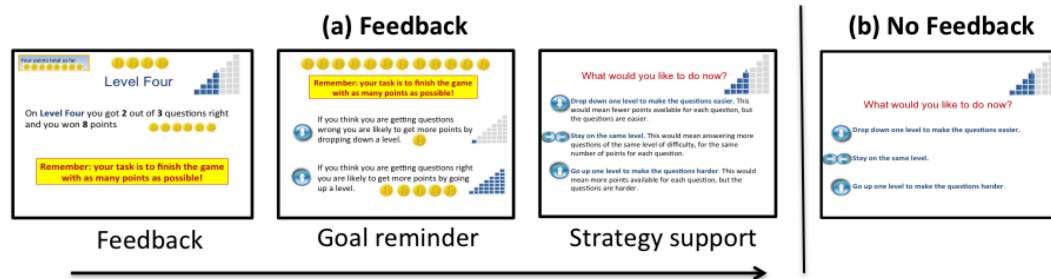 (a) Feedback
(b) No Feedback
Your points total so far
Level Four
On Level Four you got 2 out of 3 questions right
and you won 8 points
Remember: your task is to finish the game
with as many points as possible!
Remember: your task is to finish the game
with as many points as possible!
If you think you are getting questions
wrong you are likely to get more points by
dropping down a level.
If you think you are getting questions right
you are likely to get more points by going
up a level.
What would you like to do now?
Drop down one level to make the questions easier. This
would mean fewer points available for each question, but
the questions are easier.
Stay on the same level. This would mean answering more
questions of the same level of difficulty, for the same
number of points for each question.
Go up one level to make the questions harder. This would
mean more points available for each question, but the
questions are harder.
What would you like to do now?
Drop down one level to make the questions easier.
Stay on the same level.
Go up one level to make the questions harder.
Feedback
Goal reminder
Strategy support